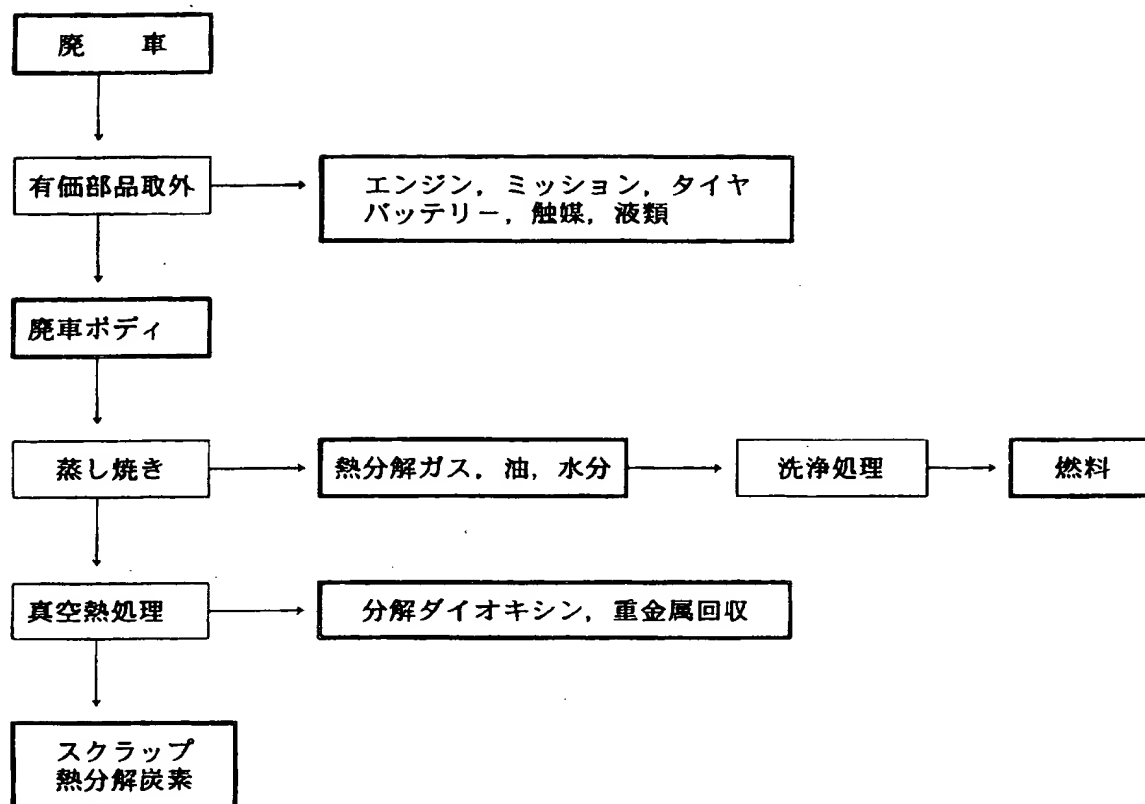 廃　車
有価部品取外
エンジン，ミッション，タイヤ
バッテリー，触媒，液類
廃車ボディ
蒸し焼き
熱分解ガス，油，水分
洗浄処理
燃料
真空熱処理
分解ダイオキシン，重金属回収
スクラップ
熱分解炭素